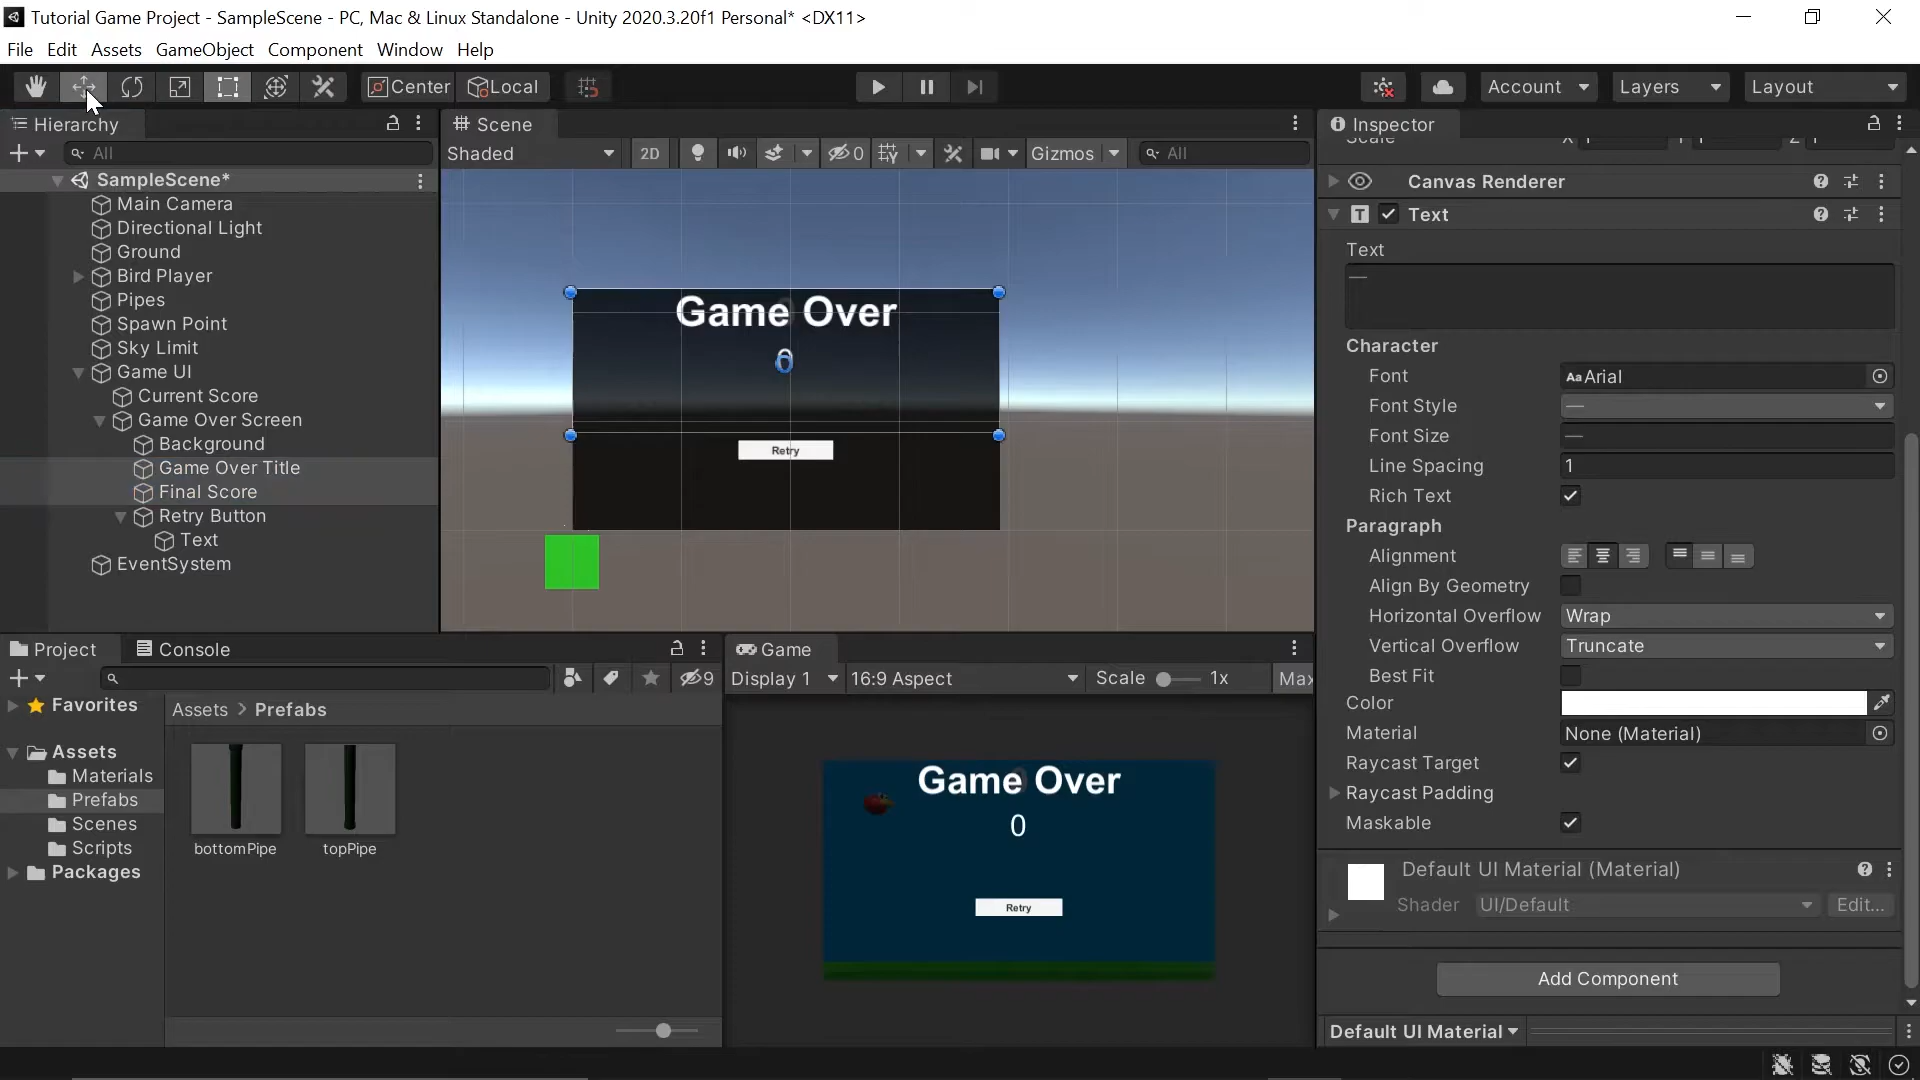 Tutorial Game Project - SampleScene - PC, Mac & Linux Standalone - Unity 2020.3.20f1 Personal* <DX11>
File Edit Assets GameObject Component Window Help
Center Local Account Layers Layout
Hierarchy
All
SampleScene*
Main Camera
Directional Light
Ground
Bird Player
Pipes
Spawn Point
Sky Limit
Game UI
Current Score
Game Over Screen
Background
Game Over Title
Final Score
Retry Button
Text
EventSystem
Scene
Shaded 2D 0 Gizmos All
Game Over
0
Retry
Inspector
Scale X 1 Y 1 Z 1
Canvas Renderer
Text
Text
—
Character
Font Arial
Font Style —
Font Size —
Line Spacing 1
Rich Text
Paragraph
Alignment
Align By Geometry
Horizontal Overflow Wrap
Vertical Overflow Truncate
Best Fit
Color
Material None (Material)
Raycast Target
Raycast Padding
Maskable
Default UI Material (Material)
Shader UI/Default Edit...
Add Component
Default UI Material
Project Console
9
Favorites
Assets
Materials
Prefabs
Scenes
Scripts
Packages
Assets > Prefabs
bottomPipe topPipe
Game
Display 1 16:9 Aspect Scale 1x Max
Game Over
0
Retry